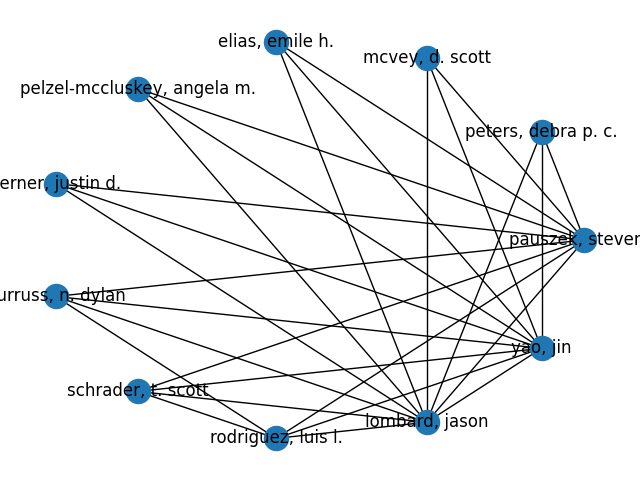 elias, emile h.
mcvey, d. scott
pelzel-mccluskey, angela m.
peters, debra p. c.
erner, justin d.
pauszek, steven
urruss, n. dylan
yao, jin
schrader, t. scott
lombard, jason
rodriguez, luis l.